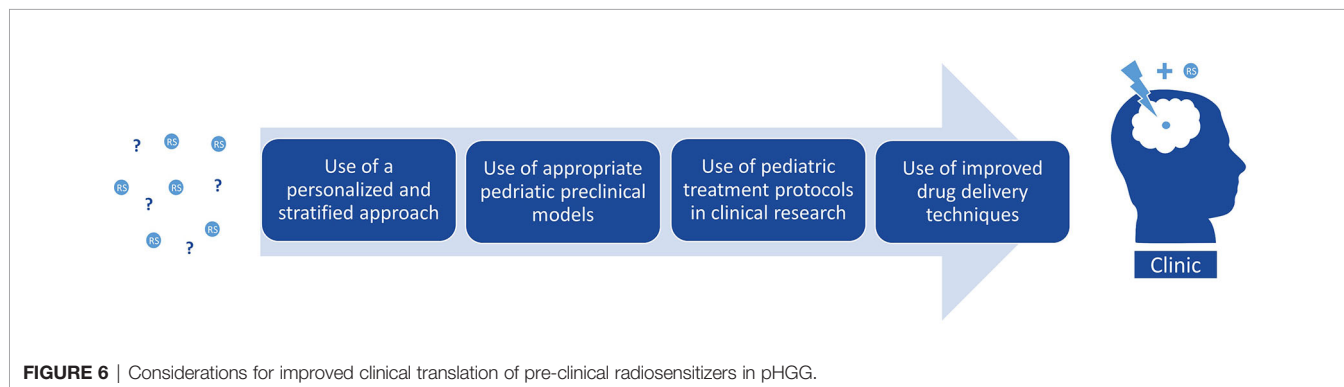 + RS
? RS RS
RS RS ?
?
RS
RS ?
Use of a
personalized and
stratified approach
Use of appropriate
pedriatic preclinical
models
Use of pediatric
treatment protocols
in clinical research
Use of improved
drug delivery
techniques
Clinic
FIGURE 6 | Considerations for improved clinical translation of pre-clinical radiosensitizers in pHGG.